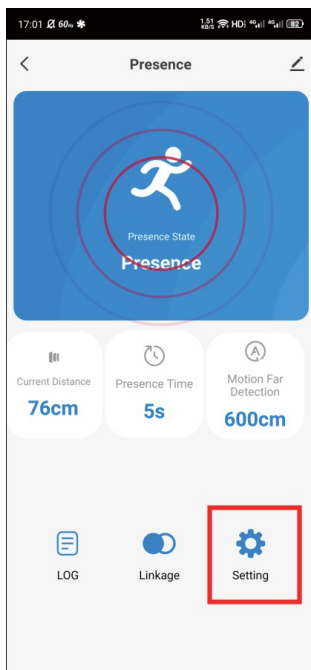 17:01
60
1.51 KB/S HD 4G 4G 82
Presence
Presence State
Presence
Current Distance
76cm
Presence Time
5s
Motion Far
Detection
600cm
LOG
Linkage
Setting